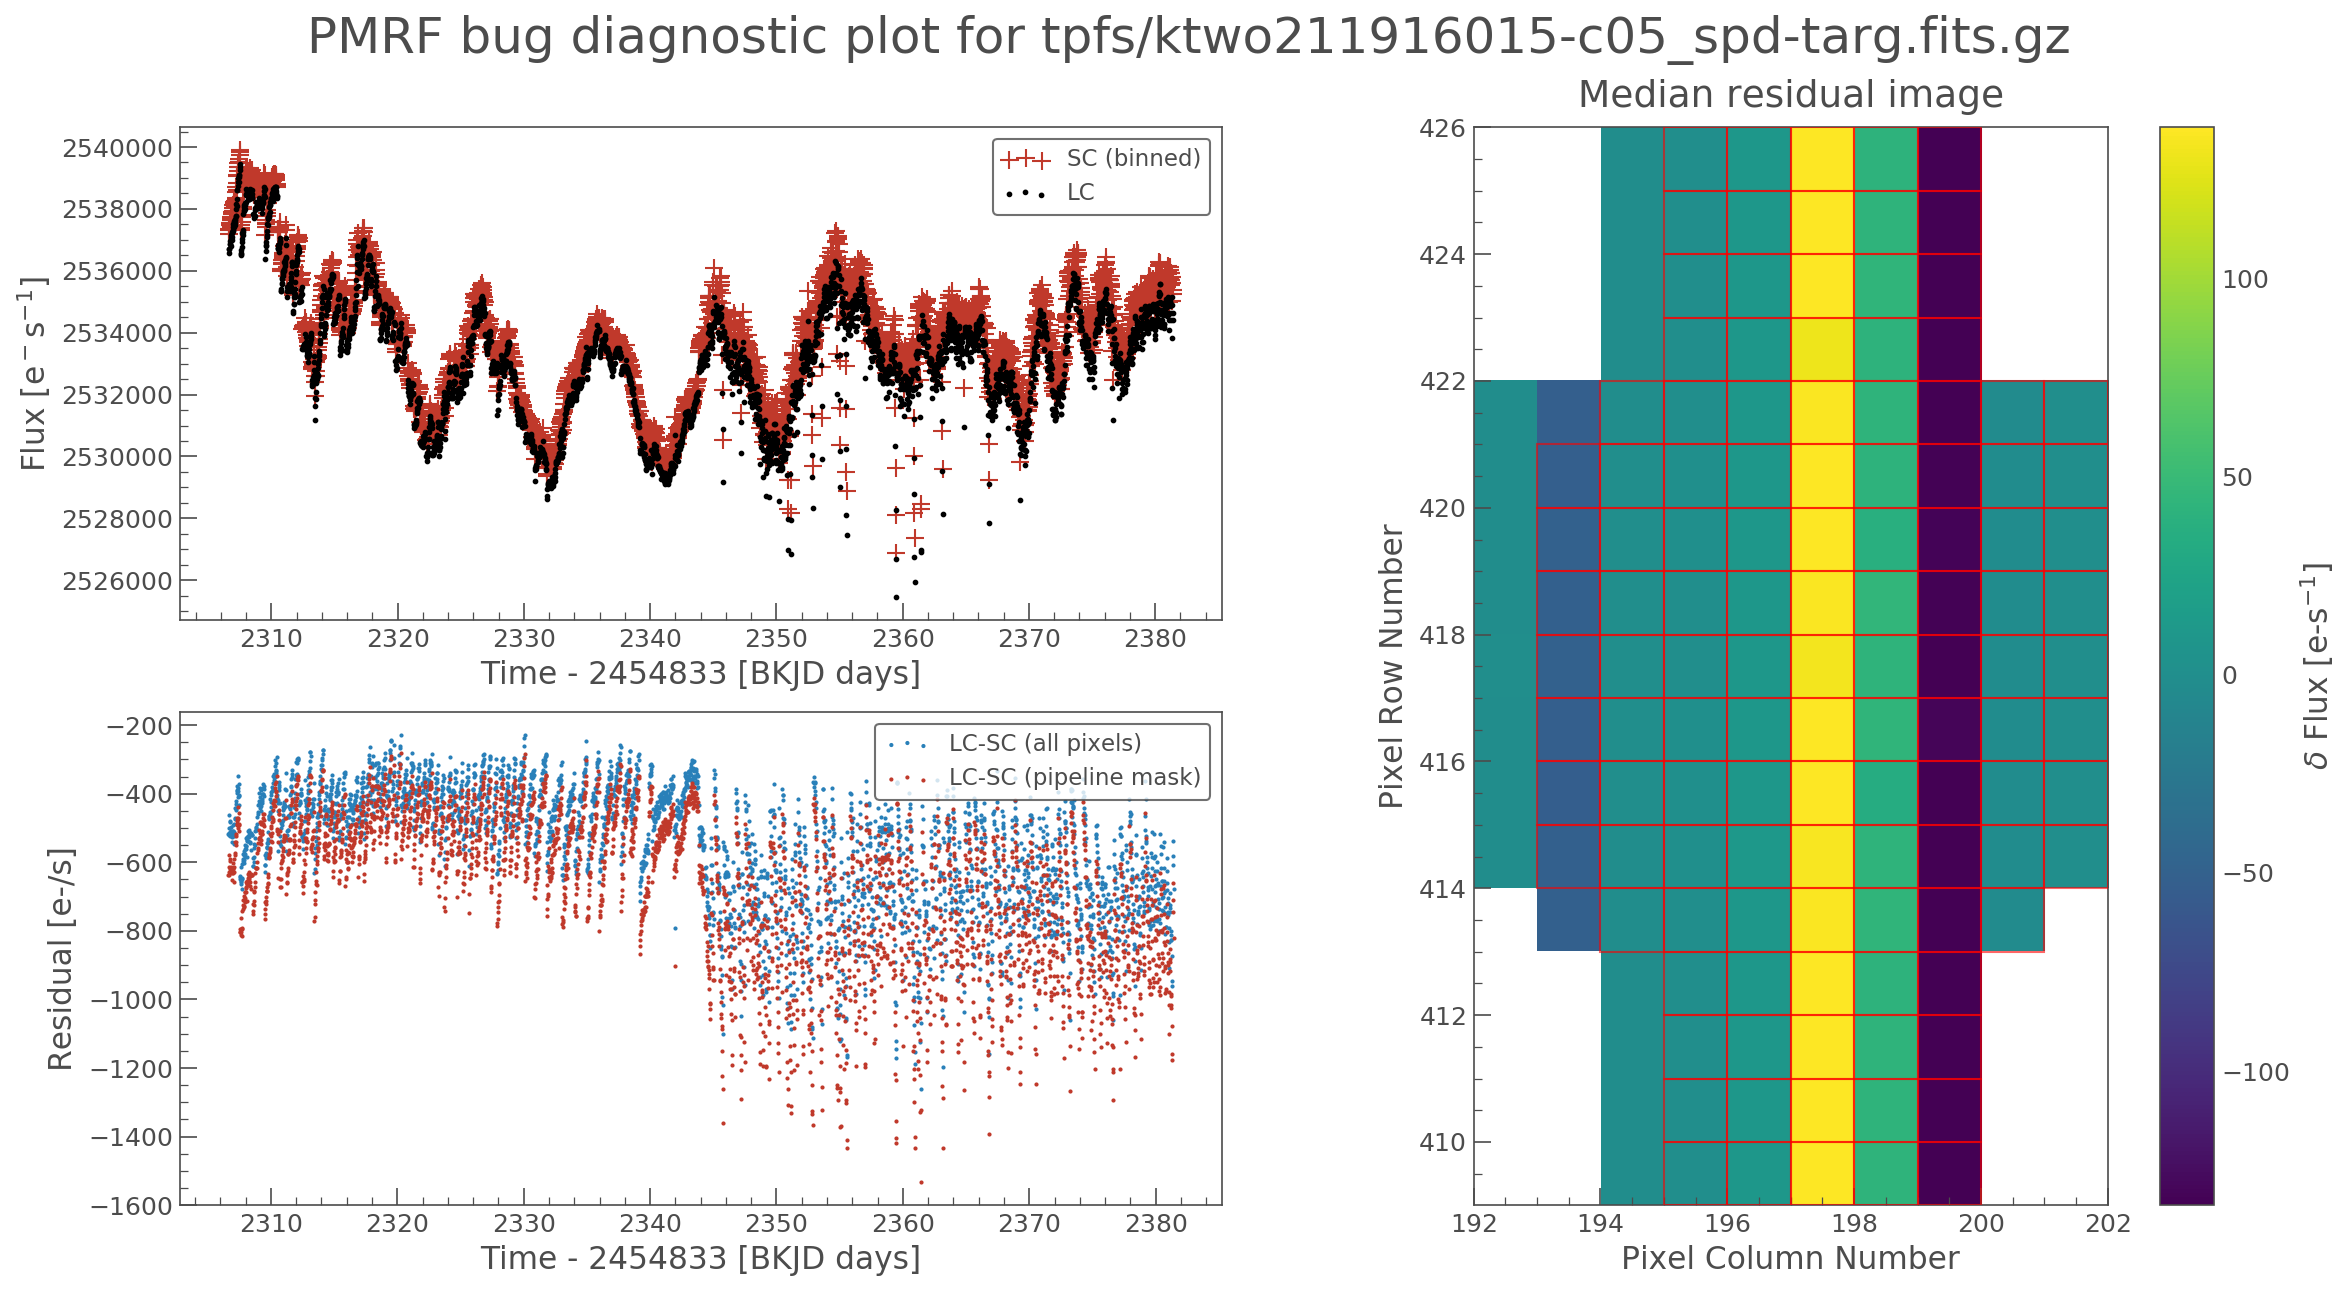 PMRF bug diagnostic plot for tpfs/ktwo211916015-c05_spd-targ.fits.gz
Flux [e⁻ s⁻¹]
2540000
2538000
2536000
2534000
2532000
2530000
2528000
2526000
SC (binned)
LC
2310 2320 2330 2340 2350 2360 2370 2380
Time - 2454833 [BKJD days]
Residual [e-/s]
−200
−400
−600
−800
−1000
−1200
−1400
−1600
LC-SC (all pixels)
LC-SC (pipeline mask)
2310 2320 2330 2340 2350 2360 2370 2380
Time - 2454833 [BKJD days]
Median residual image
Pixel Row Number
426
424
422
420
418
416
414
412
410
192 194 196 198 200 202
Pixel Column Number
100
50
0
−50
−100
δ Flux [e-s⁻¹]